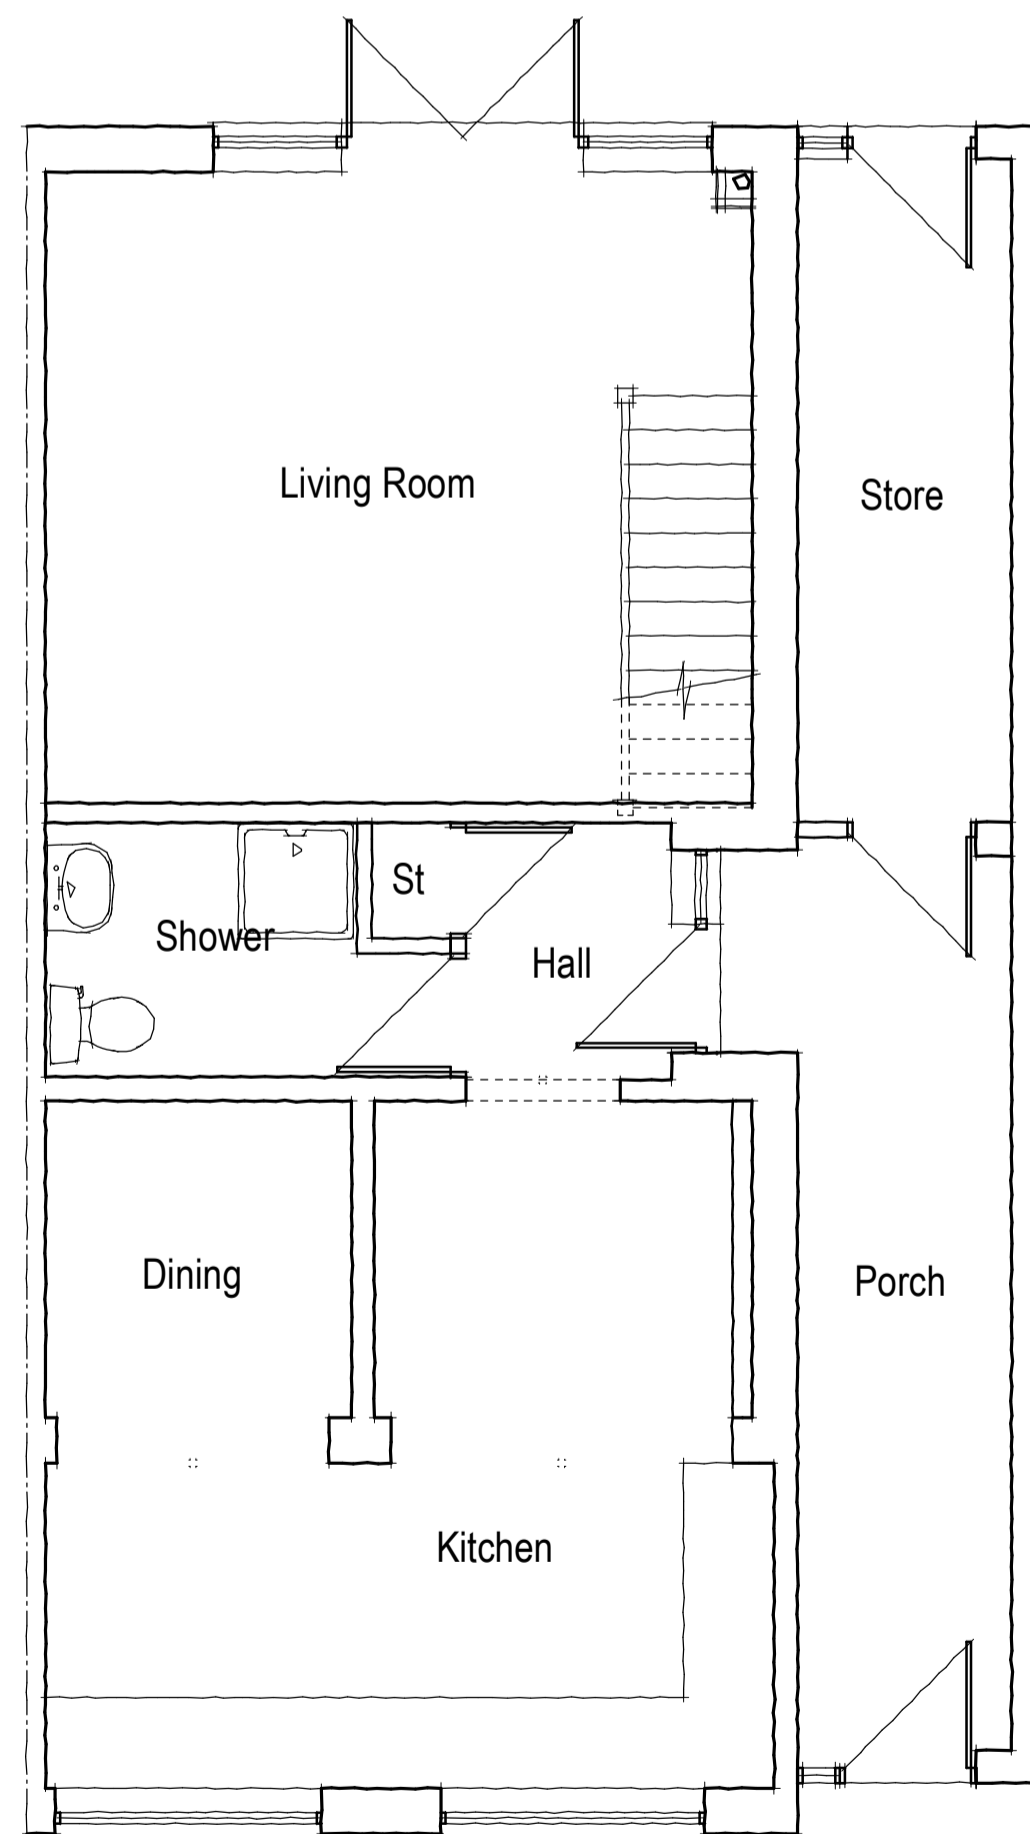 Living Room
Store
St
Shower
Hall
Dining
Porch
Kitchen